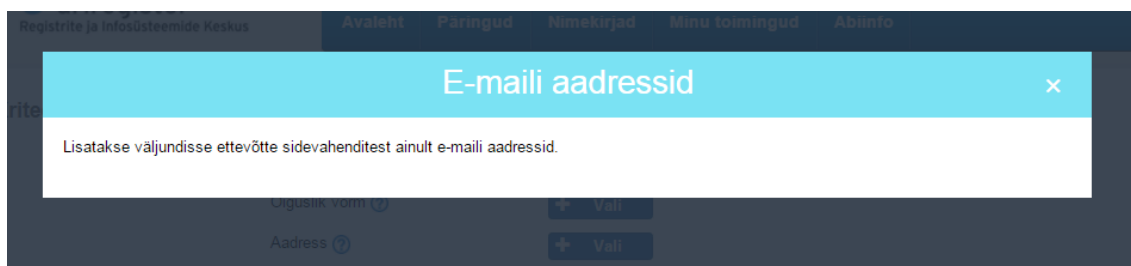 Registrite ja Infosüsteemide Keskus
Avaleht Päringud Nimekirjad Minu toimingud Abiinfo
E-maili aadressid ×
Lisatakse väljundisse ettevõtte sidevahenditest ainult e-maili aadressid.
Õiguslik vorm ? + Vali
Aadress ? + Vali